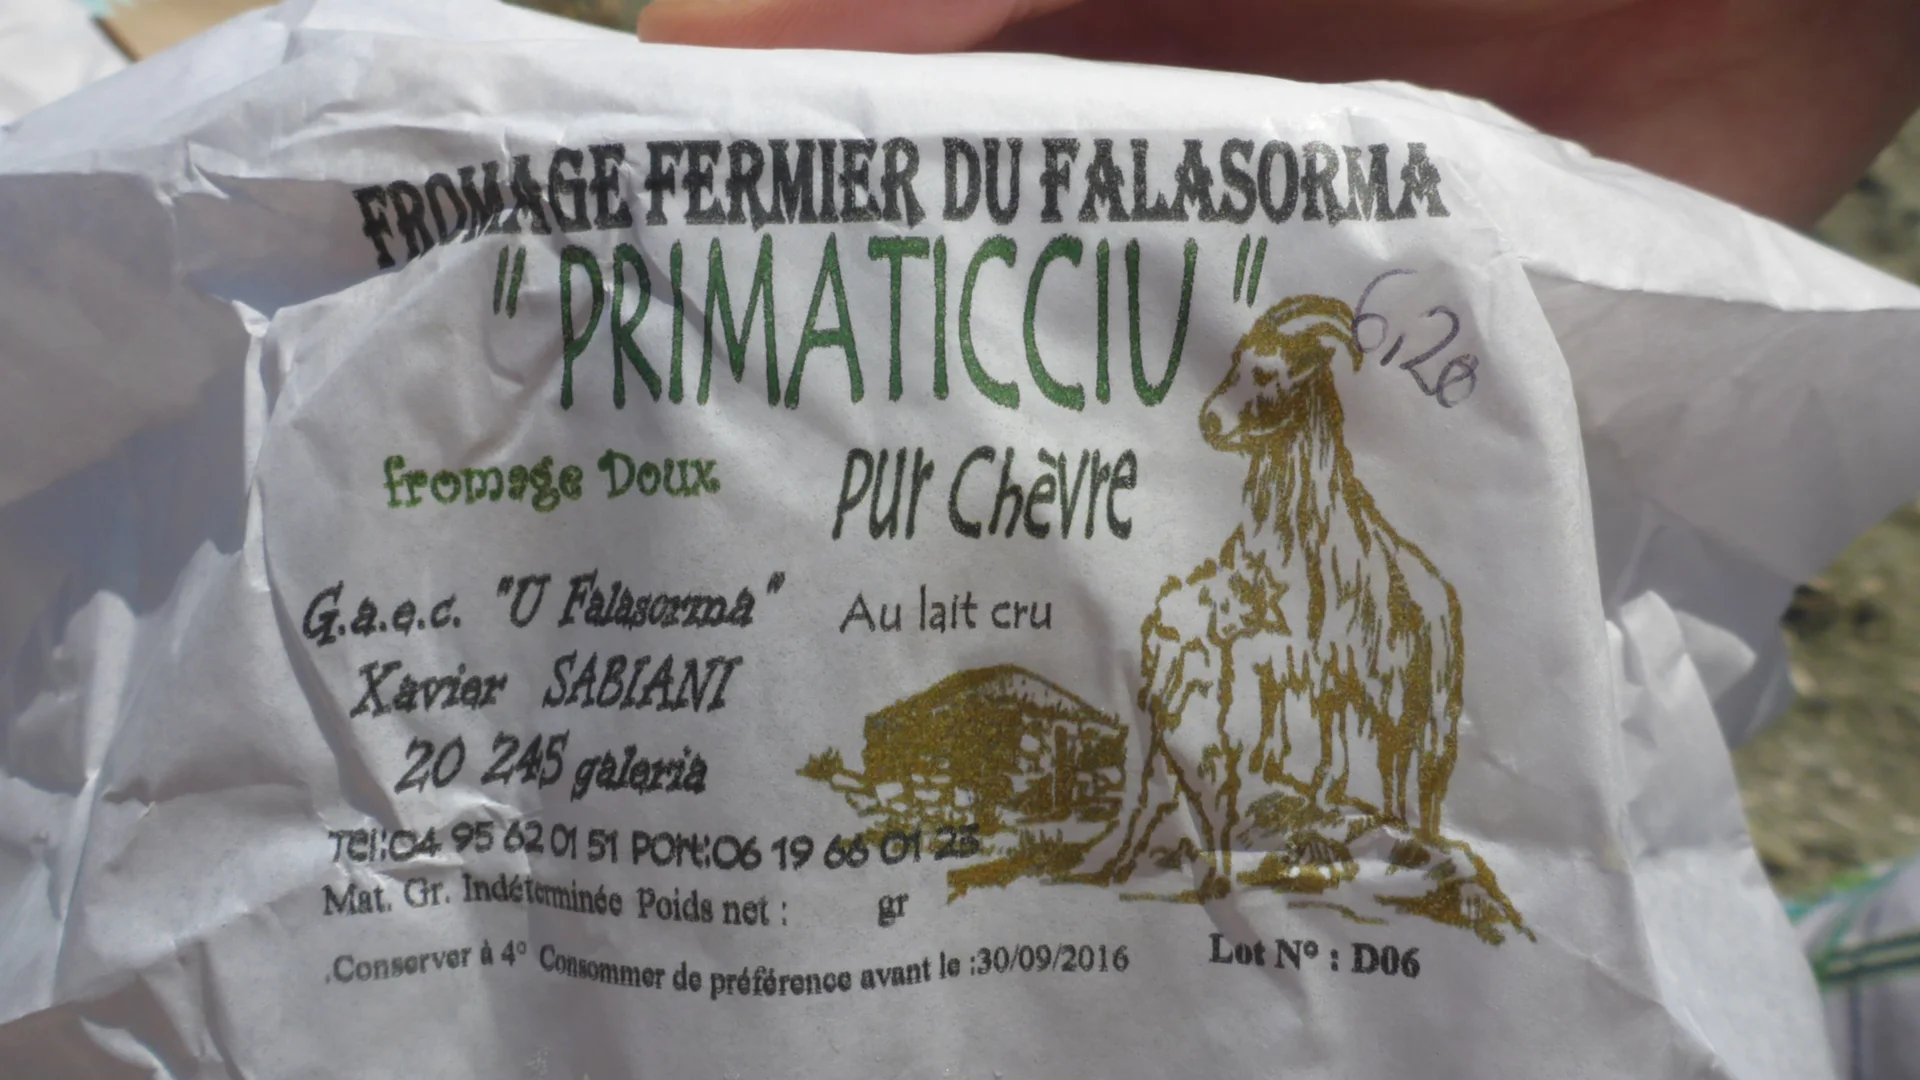 FROMAGE FERMIER DU FALASORMA
" PRIMATICCIU "
6,20
fromage Doux
pur Chèvre
G.a.e.c. "U Falasorma"
Au lait cru
Xavier SABIANI
20 245 galeria
Tel:04 95 62 01 51 Port:06 19 66 01 23
Mat. Gr. Indéterminée Poids net : gr
.Conserver à 4° Consommer de préférence avant le :30/09/2016
Lot N° : D06